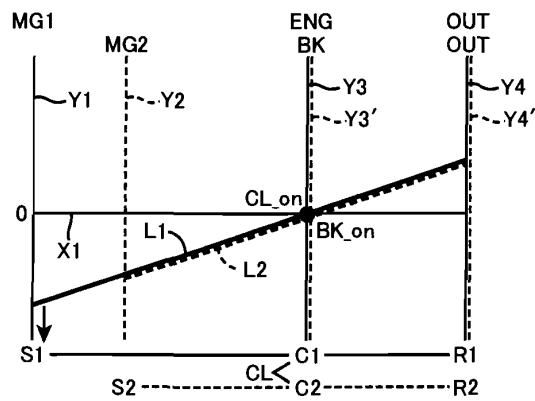 MG1 ENG OUT
MG2 BK OUT
Y1 Y2 Y3 Y4
Y3′ Y4′
CL_on
0
BK_on
X1 L1 L2
S1 C1 R1
CL
S2 C2 R2